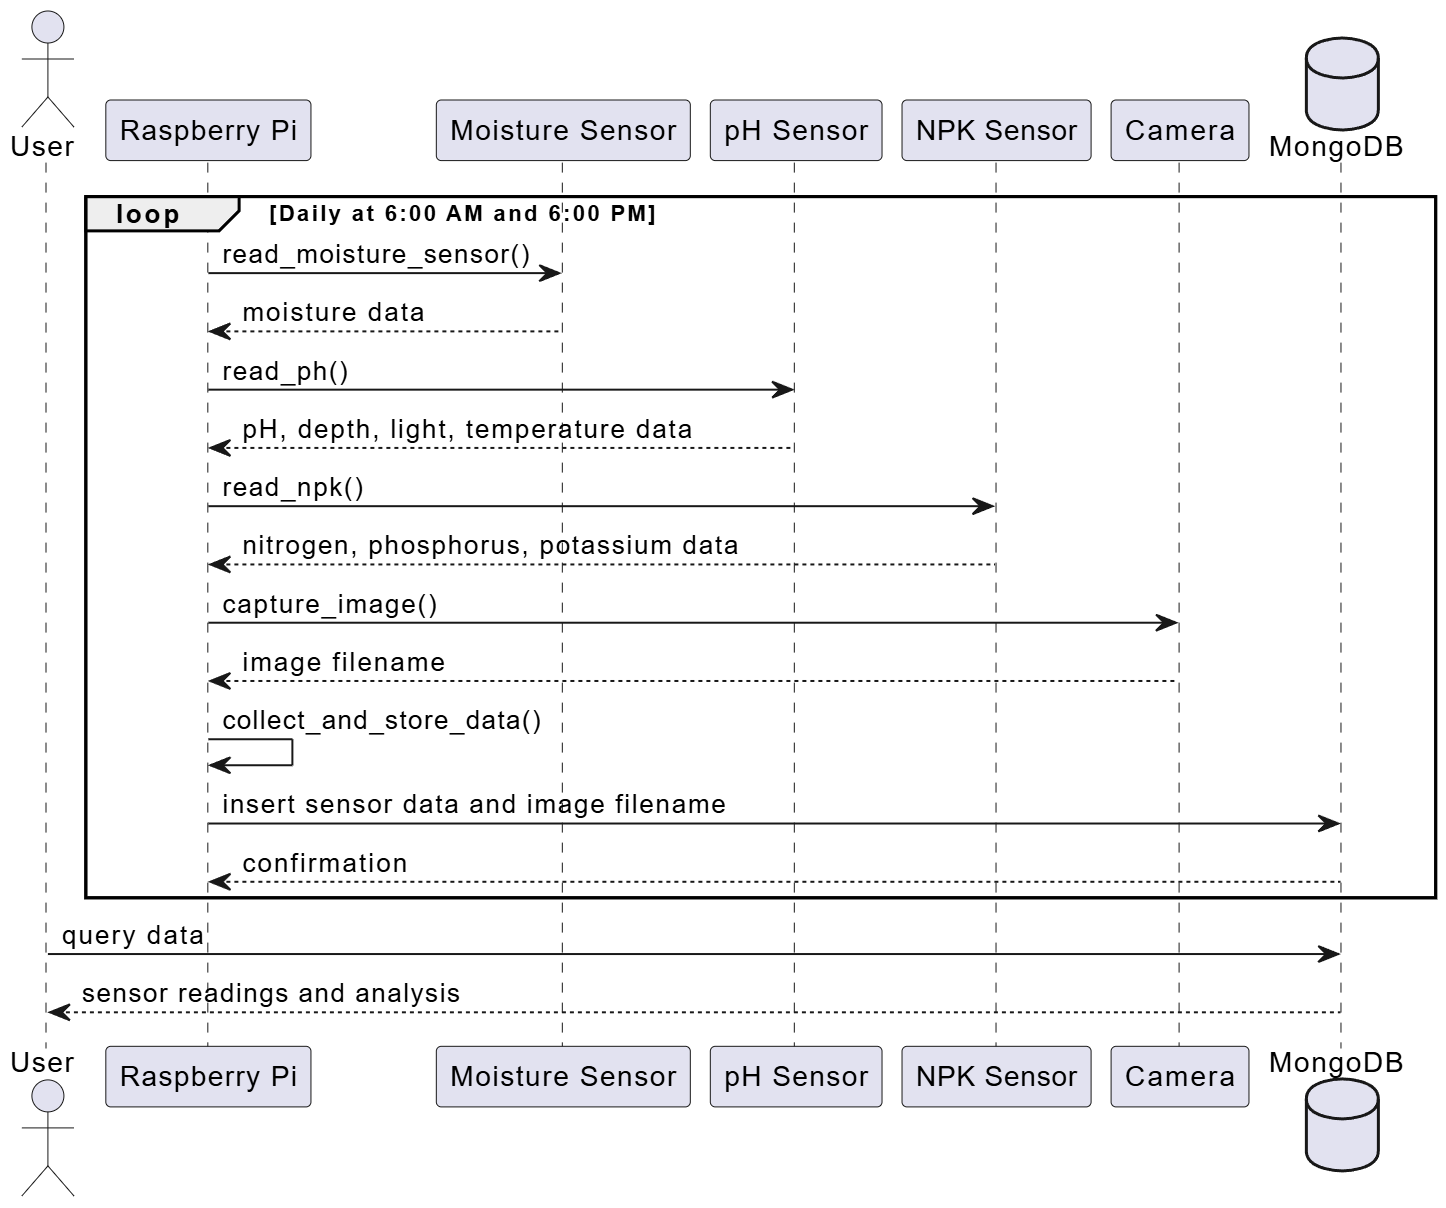 User
Raspberry Pi
Moisture Sensor
pH Sensor
NPK Sensor
Camera
MongoDB
loop
[Daily at 6:00 AM and 6:00 PM]
read_moisture_sensor()
moisture data
read_ph()
pH, depth, light, temperature data
read_npk()
nitrogen, phosphorus, potassium data
capture_image()
image filename
collect_and_store_data()
insert sensor data and image filename
confirmation
query data
sensor readings and analysis
User
Raspberry Pi
Moisture Sensor
pH Sensor
NPK Sensor
Camera
MongoDB